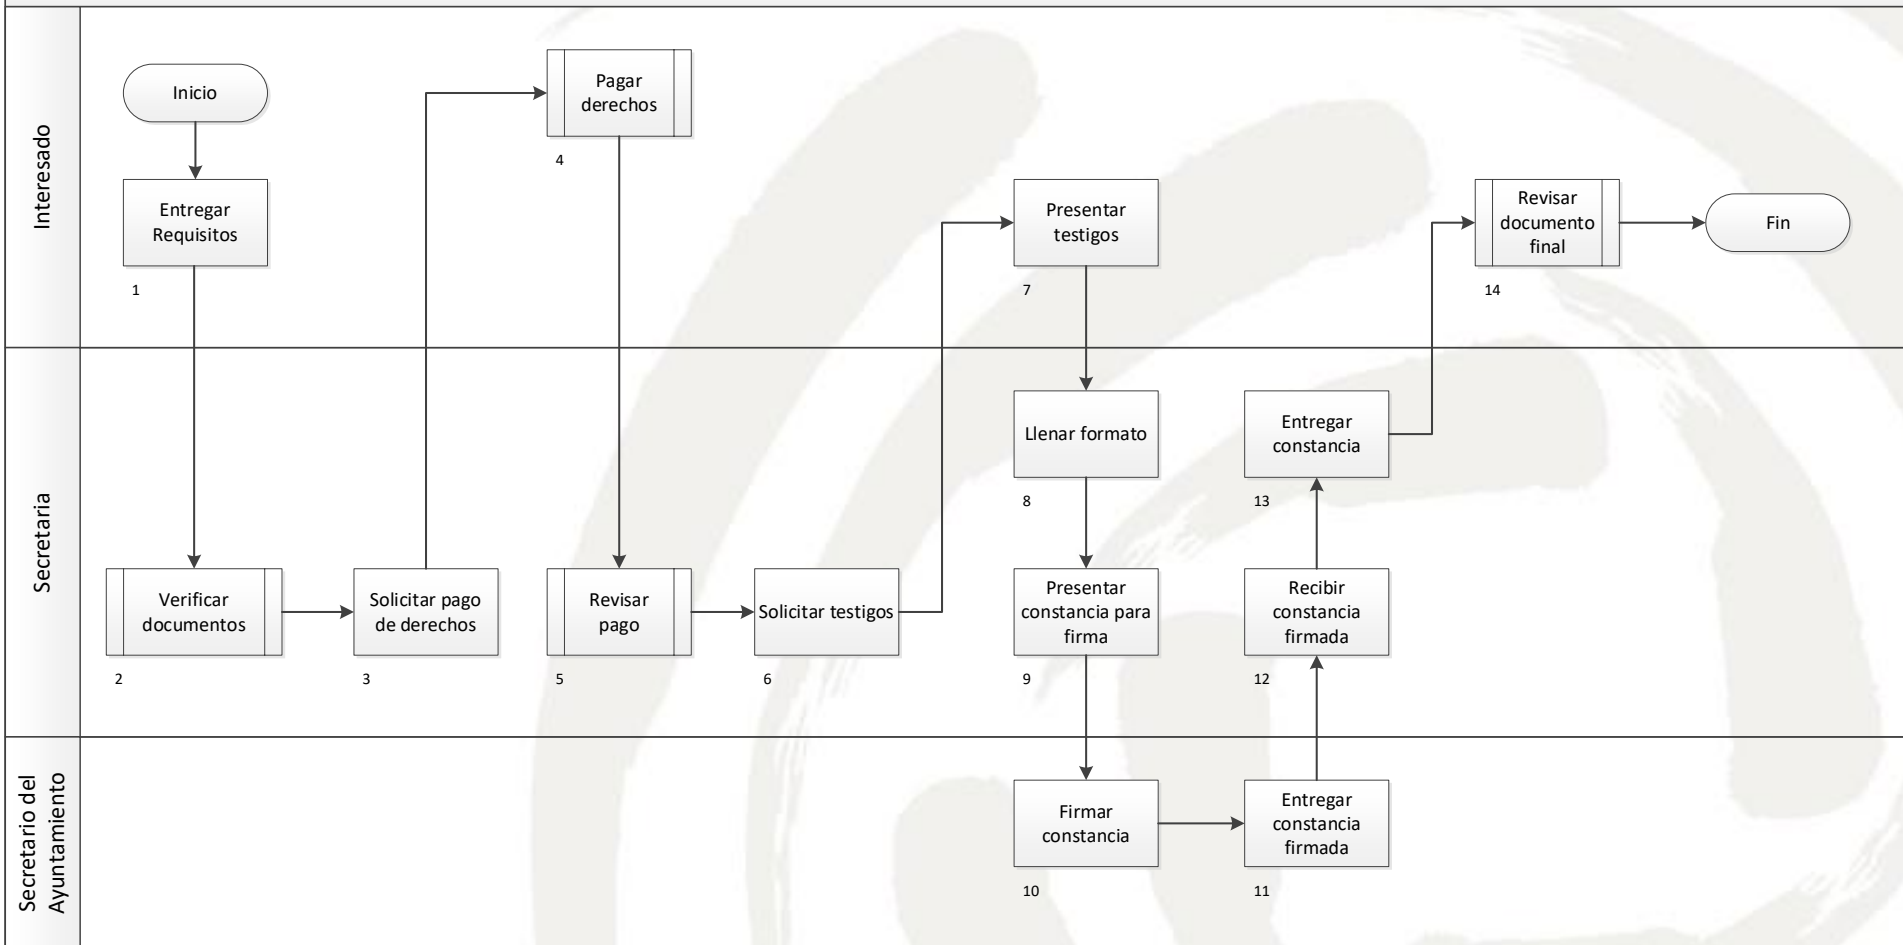 Interesado
Inicio
Entregar
Requisitos
1
Pagar
derechos
4
Presentar
testigos
7
Revisar
documento
final
14
Fin
Secretaria
Verificar
documentos
2
Solicitar pago
de derechos
3
Revisar
pago
5
Solicitar testigos
6
Llenar formato
8
Presentar
constancia para
firma
9
Entregar
constancia
13
Recibir
constancia
firmada
12
Secretario del
Ayuntamiento
Firmar
constancia
10
Entregar
constancia
firmada
11